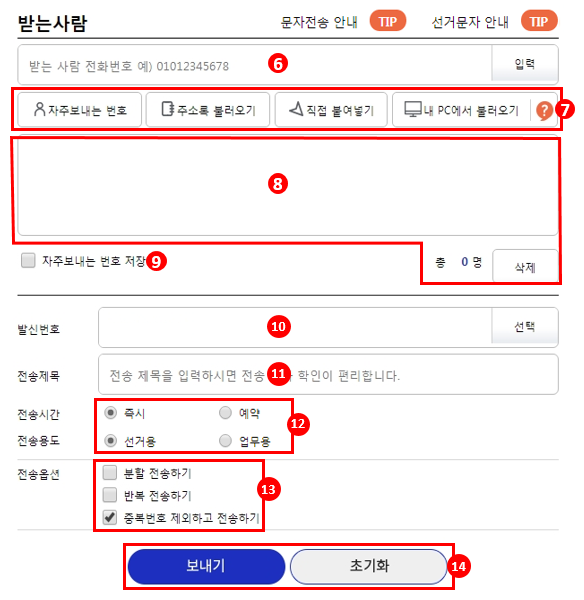 받는사람 문자전송 안내 TIP 선거문자 안내 TIP
받는 사람 전화번호 예) 01012345678 6 입력
자주보내는 번호 주소록 불러오기 직접 붙여넣기 내 PC에서 불러오기 ? 7
8
자주보내는 번호 저장 9 총 0 명 삭제
발신번호 10 선택
전송제목 전송 제목을 입력하시면 전송 11 확인이 편리합니다.
전송시간 즉시 예약 12
전송용도 선거용 업무용
전송옵션 분할 전송하기
반복 전송하기 13
중복번호 제외하고 전송하기
보내기 초기화 14